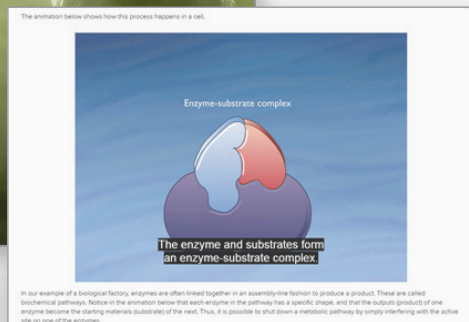 The animation below shows how this process happens in a cell.
Enzyme-substrate complex
The enzyme and substrates form
an enzyme-substrate complex.
In our example of a biological factory, enzymes are often linked together in an assembly-line fashion to produce a product. These are called
biochemical pathways. Notice in the animation below that each enzyme in the pathway has a specific shape, and that the outputs (product) of one
enzyme become the starting materials (substrate) of the next. Thus, it is possible to shut down a metabolic pathway by simply interfering with the active
site on one of the enzymes.